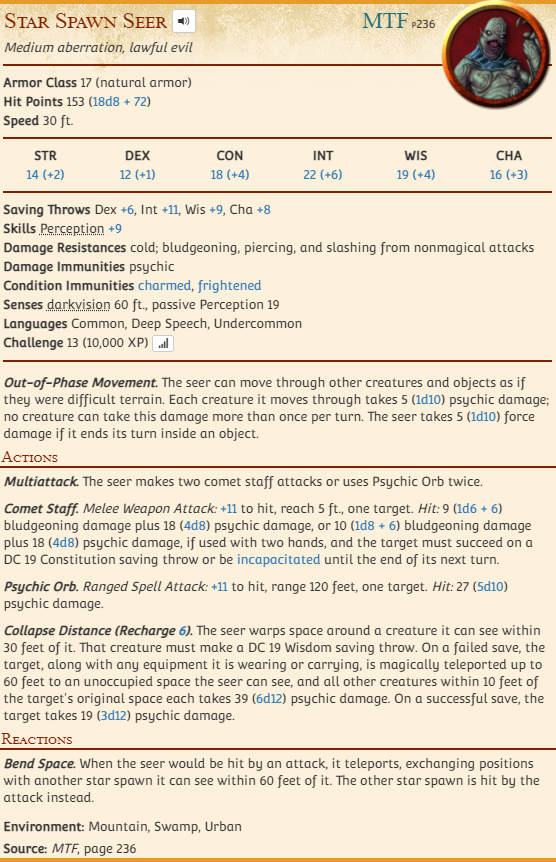 Star Spawn Seer MTF P236
Medium aberration, lawful evil
Armor Class 17 (natural armor)
Hit Points 153 (18d8 + 72)
Speed 30 ft.
STR DEX CON INT WIS CHA
14 (+2) 12 (+1) 18 (+4) 22 (+6) 19 (+4) 16 (+3)
Saving Throws Dex +6, Int +11, Wis +9, Cha +8
Skills Perception +9
Damage Resistances cold; bludgeoning, piercing, and slashing from nonmagical attacks
Damage Immunities psychic
Condition Immunities charmed, frightened
Senses darkvision 60 ft., passive Perception 19
Languages Common, Deep Speech, Undercommon
Challenge 13 (10,000 XP)
Out-of-Phase Movement. The seer can move through other creatures and objects as if
they were difficult terrain. Each creature it moves through takes 5 (1d10) psychic damage;
no creature can take this damage more than once per turn. The seer takes 5 (1d10) force
damage if it ends its turn inside an object.
Actions
Multiattack. The seer makes two comet staff attacks or uses Psychic Orb twice.
Comet Staff. Melee Weapon Attack: +11 to hit, reach 5 ft., one target. Hit: 9 (1d6 + 6)
bludgeoning damage plus 18 (4d8) psychic damage, or 10 (1d8 + 6) bludgeoning damage
plus 18 (4d8) psychic damage, if used with two hands, and the target must succeed on a
DC 19 Constitution saving throw or be incapacitated until the end of its next turn.
Psychic Orb. Ranged Spell Attack: +11 to hit, range 120 feet, one target. Hit: 27 (5d10)
psychic damage.
Collapse Distance (Recharge 6). The seer warps space around a creature it can see within
30 feet of it. That creature must make a DC 19 Wisdom saving throw. On a failed save, the
target, along with any equipment it is wearing or carrying, is magically teleported up to
60 feet to an unoccupied space the seer can see, and all other creatures within 10 feet of
the target's original space each takes 39 (6d12) psychic damage. On a successful save, the
target takes 19 (3d12) psychic damage.
Reactions
Bend Space. When the seer would be hit by an attack, it teleports, exchanging positions
with another star spawn it can see within 60 feet of it. The other star spawn is hit by the
attack instead.
Environment: Mountain, Swamp, Urban
Source: MTF, page 236